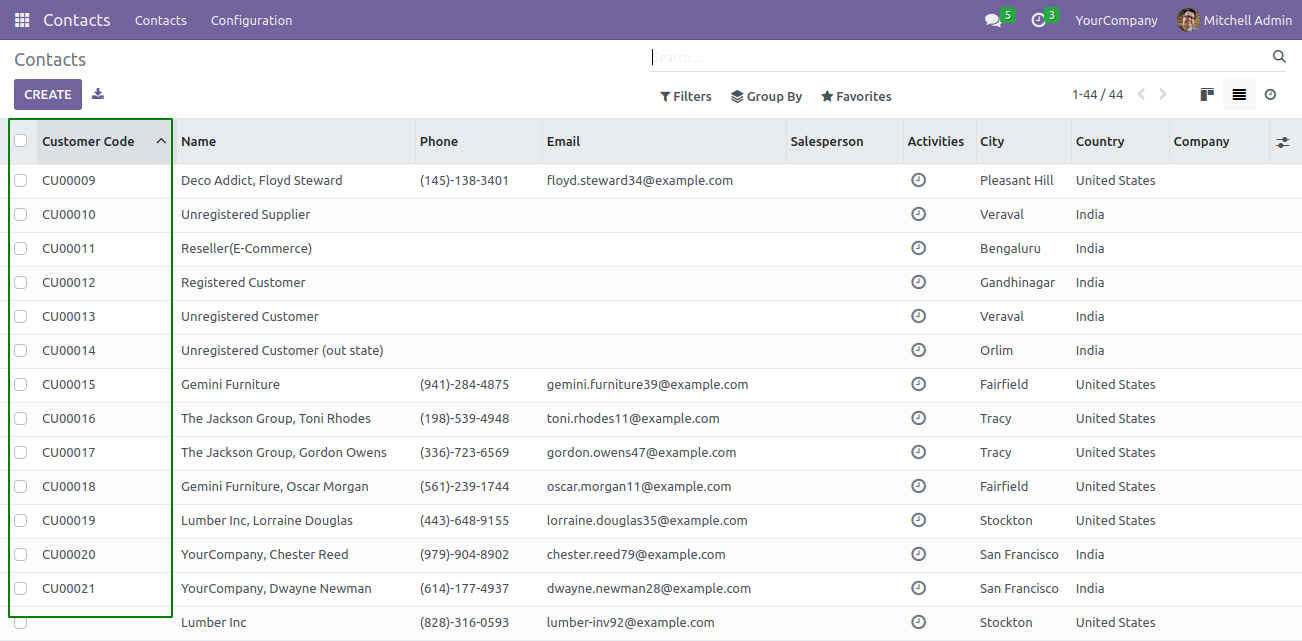 Contacts Contacts Configuration 5 3 YourCompany Mitchell Admin
Contacts Search...
CREATE Filters Group By Favorites 1-44 / 44
Customer Code Name Phone Email Salesperson Activities City Country Company
CU00009 Deco Addict, Floyd Steward (145)-138-3401 floyd.steward34@example.com Pleasant Hill United States
CU00010 Unregistered Supplier Veraval India
CU00011 Reseller(E-Commerce) Bengaluru India
CU00012 Registered Customer Gandhinagar India
CU00013 Unregistered Customer Veraval India
CU00014 Unregistered Customer (out state) Orlim India
CU00015 Gemini Furniture (941)-284-4875 gemini.furniture39@example.com Fairfield United States
CU00016 The Jackson Group, Toni Rhodes (198)-539-4948 toni.rhodes11@example.com Tracy United States
CU00017 The Jackson Group, Gordon Owens (336)-723-6569 gordon.owens47@example.com Tracy United States
CU00018 Gemini Furniture, Oscar Morgan (561)-239-1744 oscar.morgan11@example.com Fairfield United States
CU00019 Lumber Inc, Lorraine Douglas (443)-648-9155 lorraine.douglas35@example.com Stockton United States
CU00020 YourCompany, Chester Reed (979)-904-8902 chester.reed79@example.com San Francisco India
CU00021 YourCompany, Dwayne Newman (614)-177-4937 dwayne.newman28@example.com San Francisco India
Lumber Inc (828)-316-0593 lumber-inv92@example.com Stockton United States